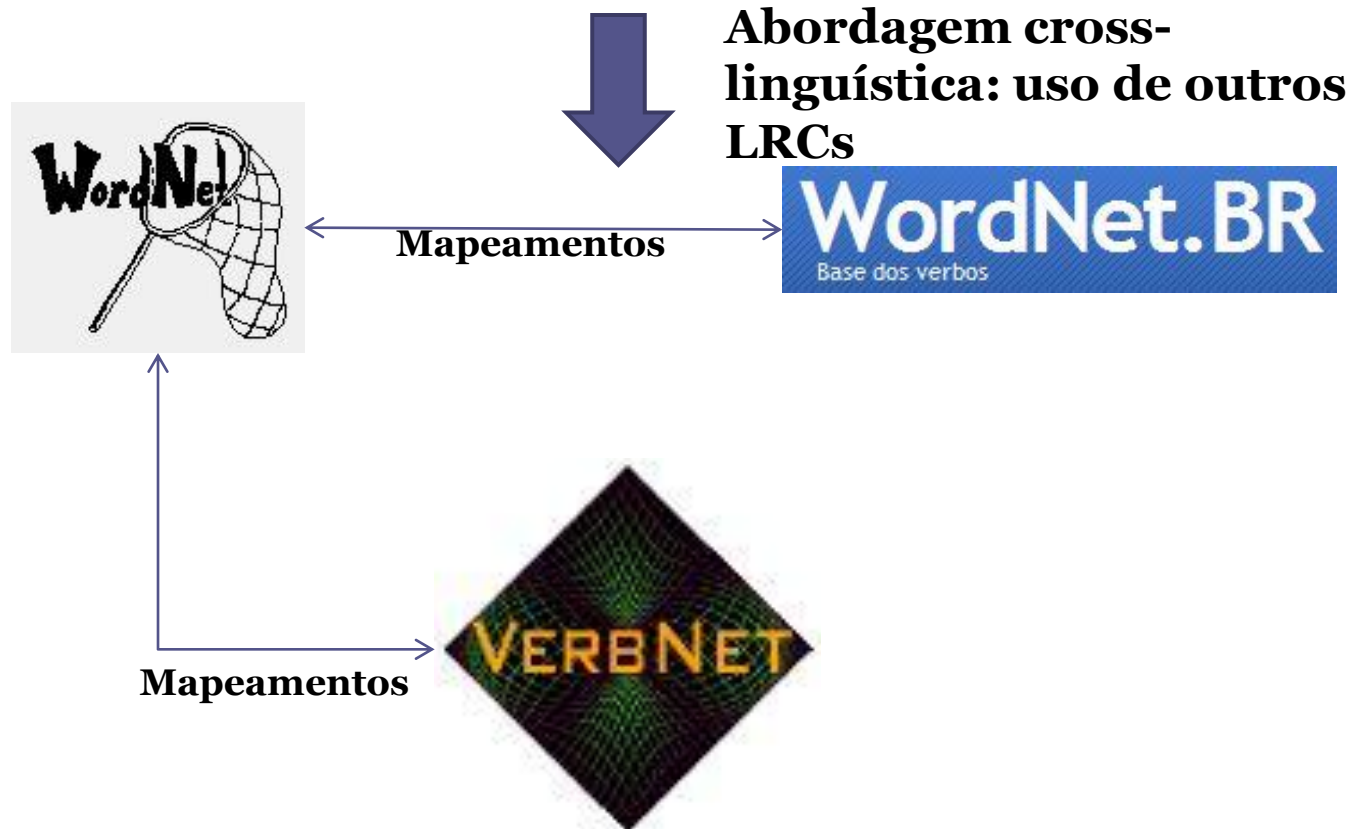 Abordagem cross-
linguística: uso de outros
LRCs
WordNet
Mapeamentos
WordNet.BR
Base dos verbos
VERBNET
Mapeamentos